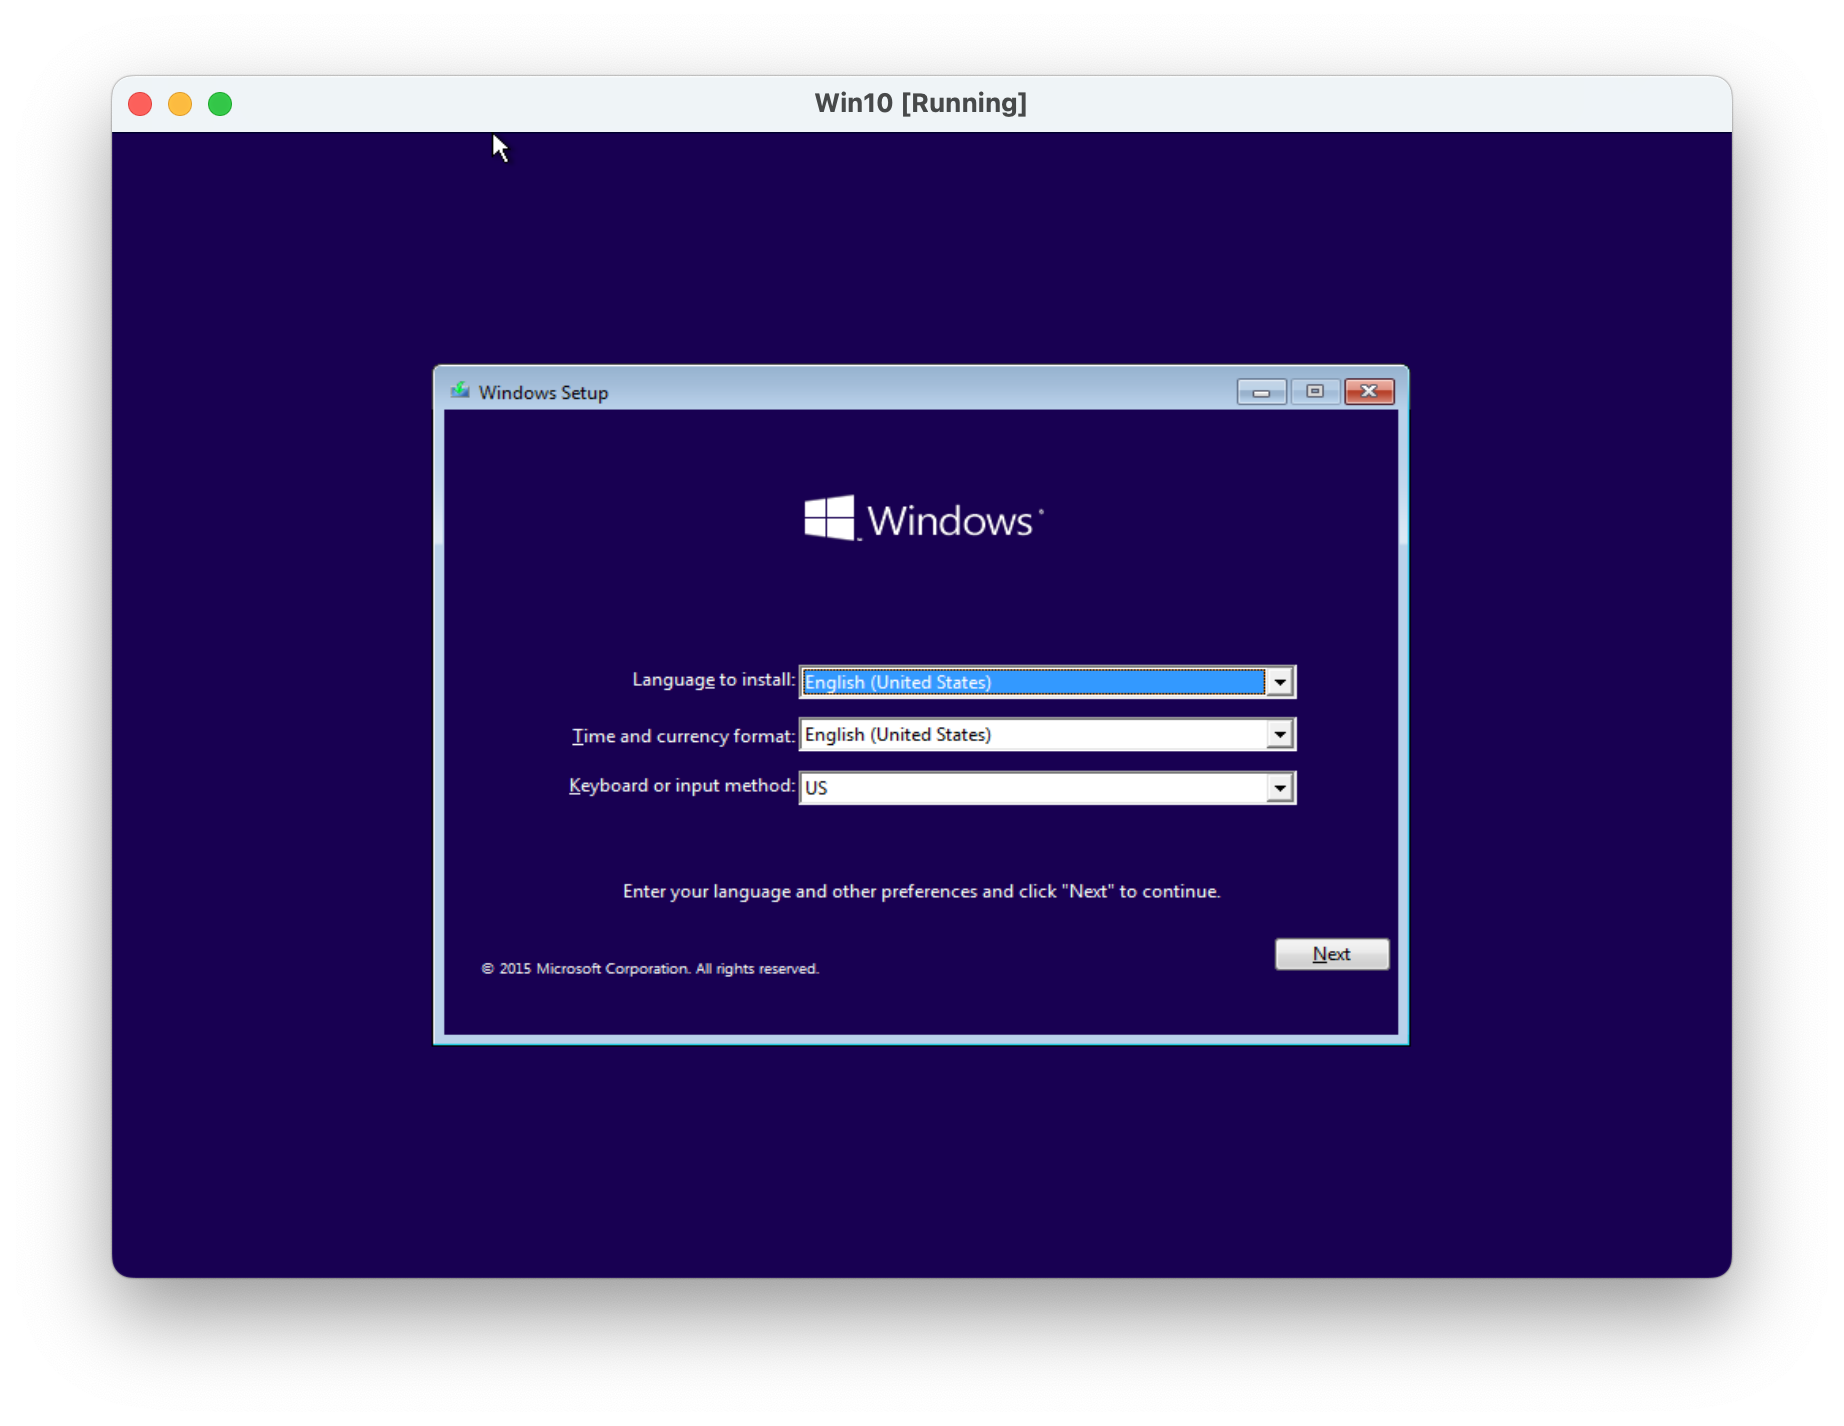 Win10 [Running]
Windows Setup
Windows
Language to install: English (United States)
Time and currency format: English (United States)
Keyboard or input method: US
Enter your language and other preferences and click "Next" to continue.
Next
© 2015 Microsoft Corporation. All rights reserved.